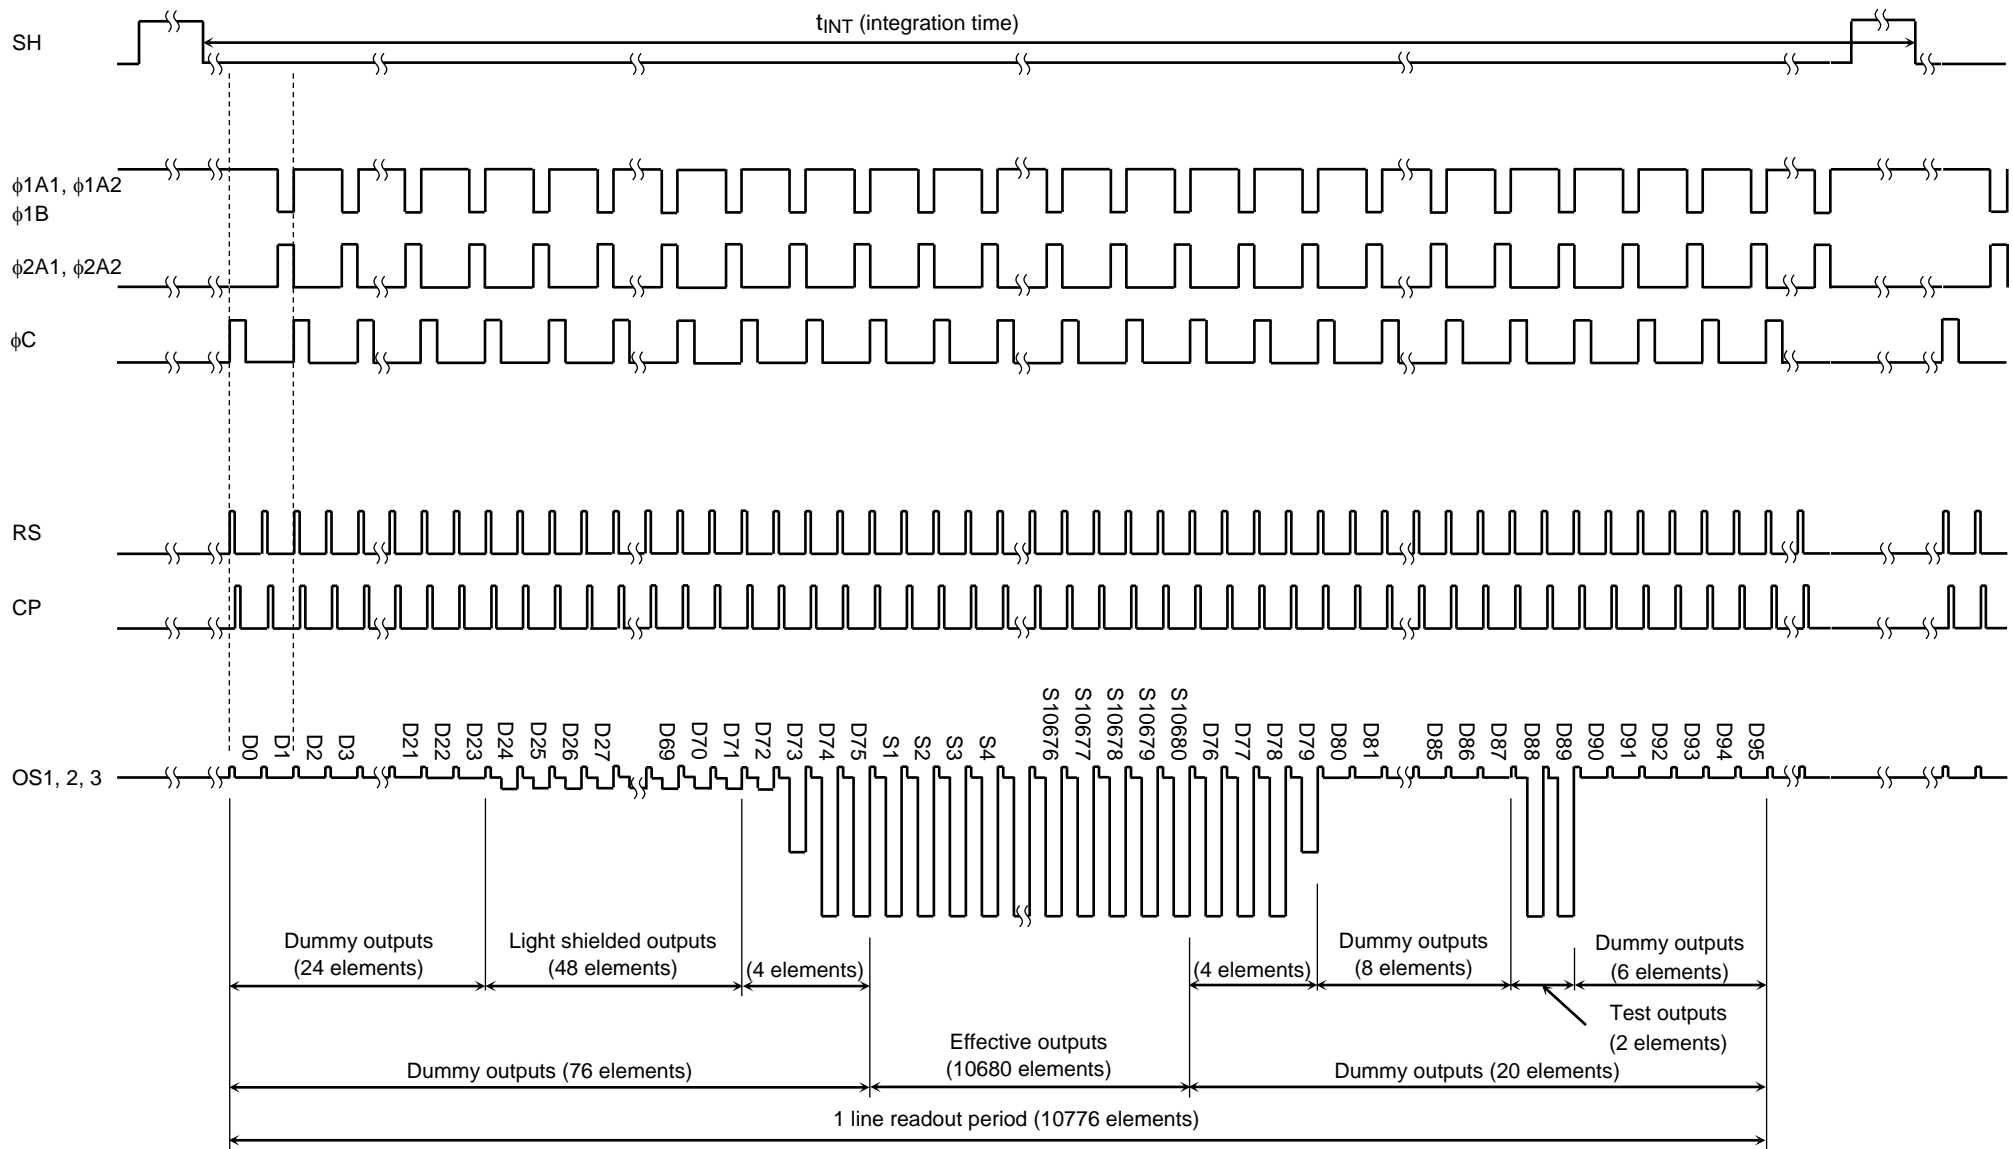 SH
tINT (integration time)
ϕ1A1, ϕ1A2
ϕ1B
ϕ2A1, ϕ2A2
ϕC
RS
CP
OS1, 2, 3
D0
D1
D2
D3
D21
D22
D23
D24
D25
D26
D27
D69
D70
D71
D72
D73
D74
D75
S1
S2
S3
S4
S10676
S10677
S10678
S10679
S10680
D76
D77
D78
D79
D80
D81
D85
D86
D87
D88
D89
D90
D91
D92
D93
D94
D95
Dummy outputs
(24 elements)
Light shielded outputs
(48 elements)
(4 elements)
(4 elements)
Dummy outputs
(8 elements)
Dummy outputs
(6 elements)
Test outputs
(2 elements)
Effective outputs
(10680 elements)
Dummy outputs (76 elements)
Dummy outputs (20 elements)
1 line readout period (10776 elements)